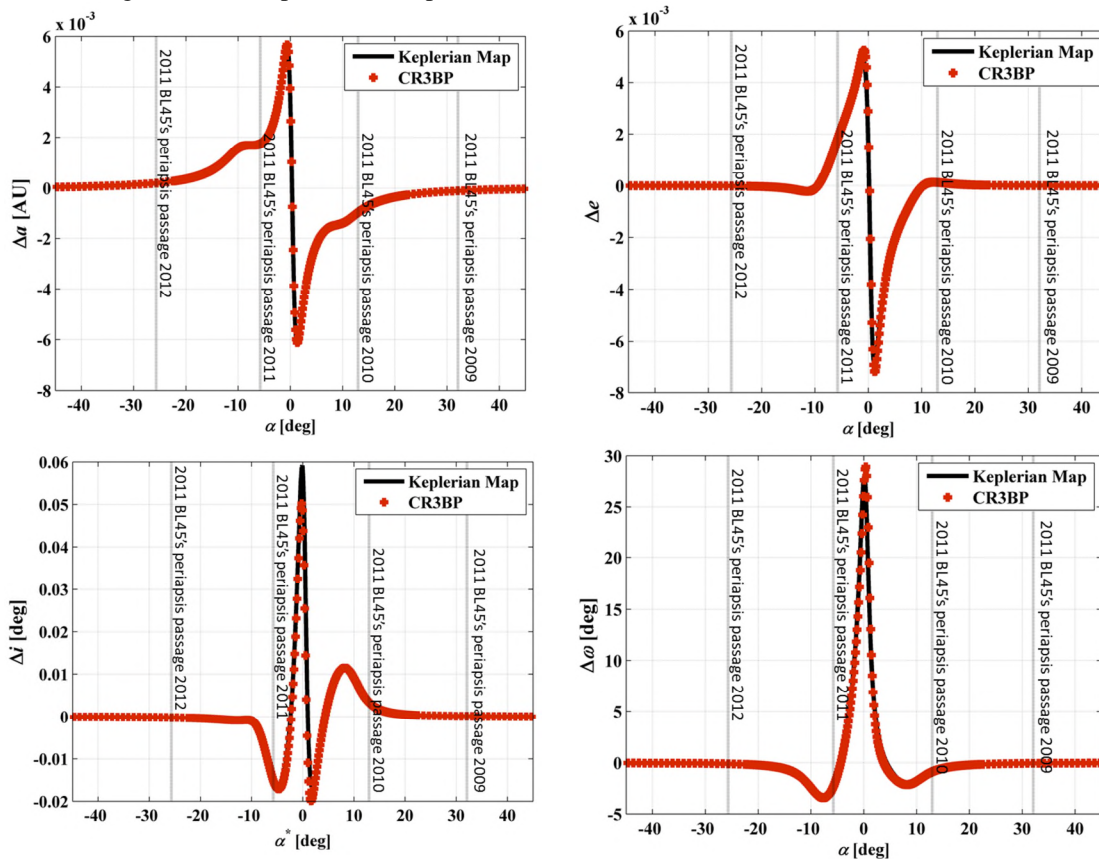 x 10⁻³
6
4
2
0
-2
-4
-6
-8
Δa [AU]
-40 -30 -20 -10 0 10 20 30 40
α [deg]
Keplerian Map
CR3BP
2011 BL45's periapsis passage 2012
2011 BL45's periapsis passage 2011
2011 BL45's periapsis passage 2010
2011 BL45's periapsis passage 2009
x 10⁻³
6
4
2
0
-2
-4
-6
-8
Δe
-40 -30 -20 -10 0 10 20 30 40
α [deg]
Keplerian Map
CR3BP
2011 BL45's periapsis passage 2012
2011 BL45's periapsis passage 2011
2011 BL45's periapsis passage 2010
2011 BL45's periapsis passage 2009
0.06
0.05
0.04
0.03
0.02
0.01
0
-0.01
-0.02
Δi [deg]
-40 -30 -20 -10 0 10 20 30 40
α* [deg]
Keplerian Map
CR3BP
2011 BL45's periapsis passage 2012
2011 BL45's periapsis passage 2011
2011 BL45's periapsis passage 2010
2011 BL45's periapsis passage 2009
30
25
20
15
10
5
0
-5
Δω [deg]
-40 -30 -20 -10 0 10 20 30 40
α [deg]
Keplerian Map
CR3BP
2011 BL45's periapsis passage 2012
2011 BL45's periapsis passage 2011
2011 BL45's periapsis passage 2010
2011 BL45's periapsis passage 2009